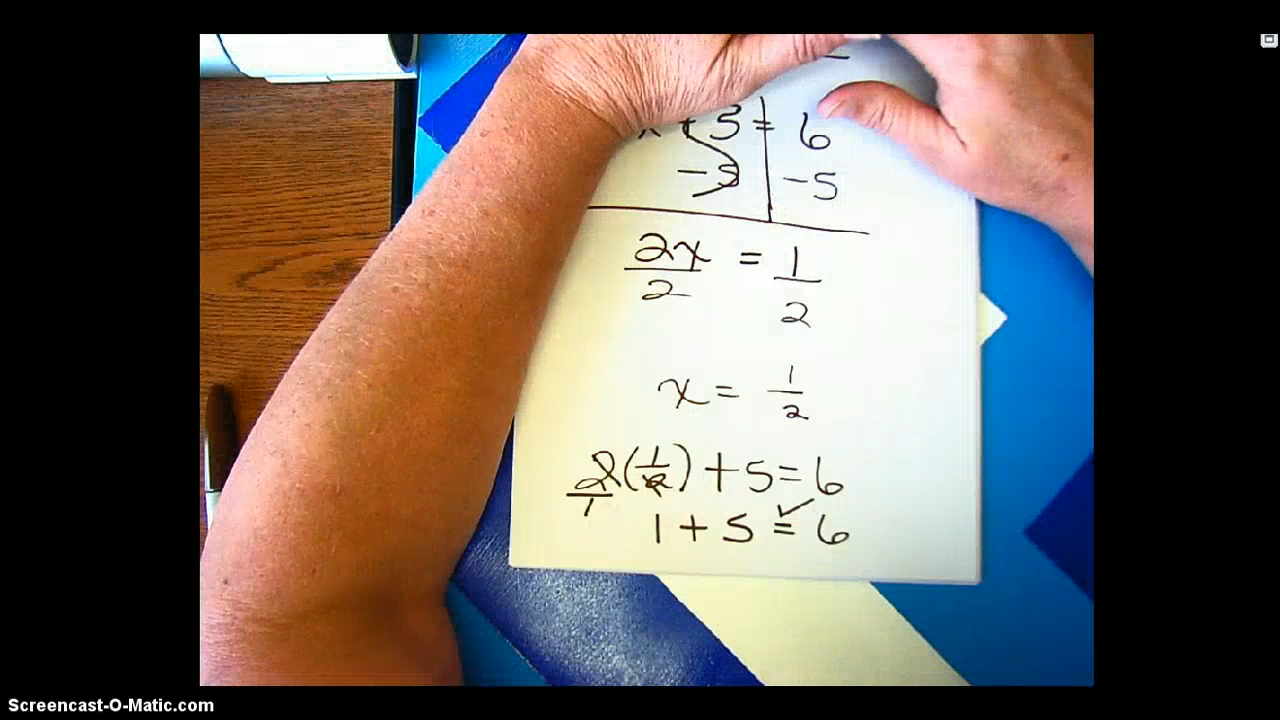 x + 5 = 6
- 5 - 5
2x = 1
2 2
x = 1/2
2(1/2) + 5 = 6
1
1 + 5 = 6 ✓
Screencast-O-Matic.com